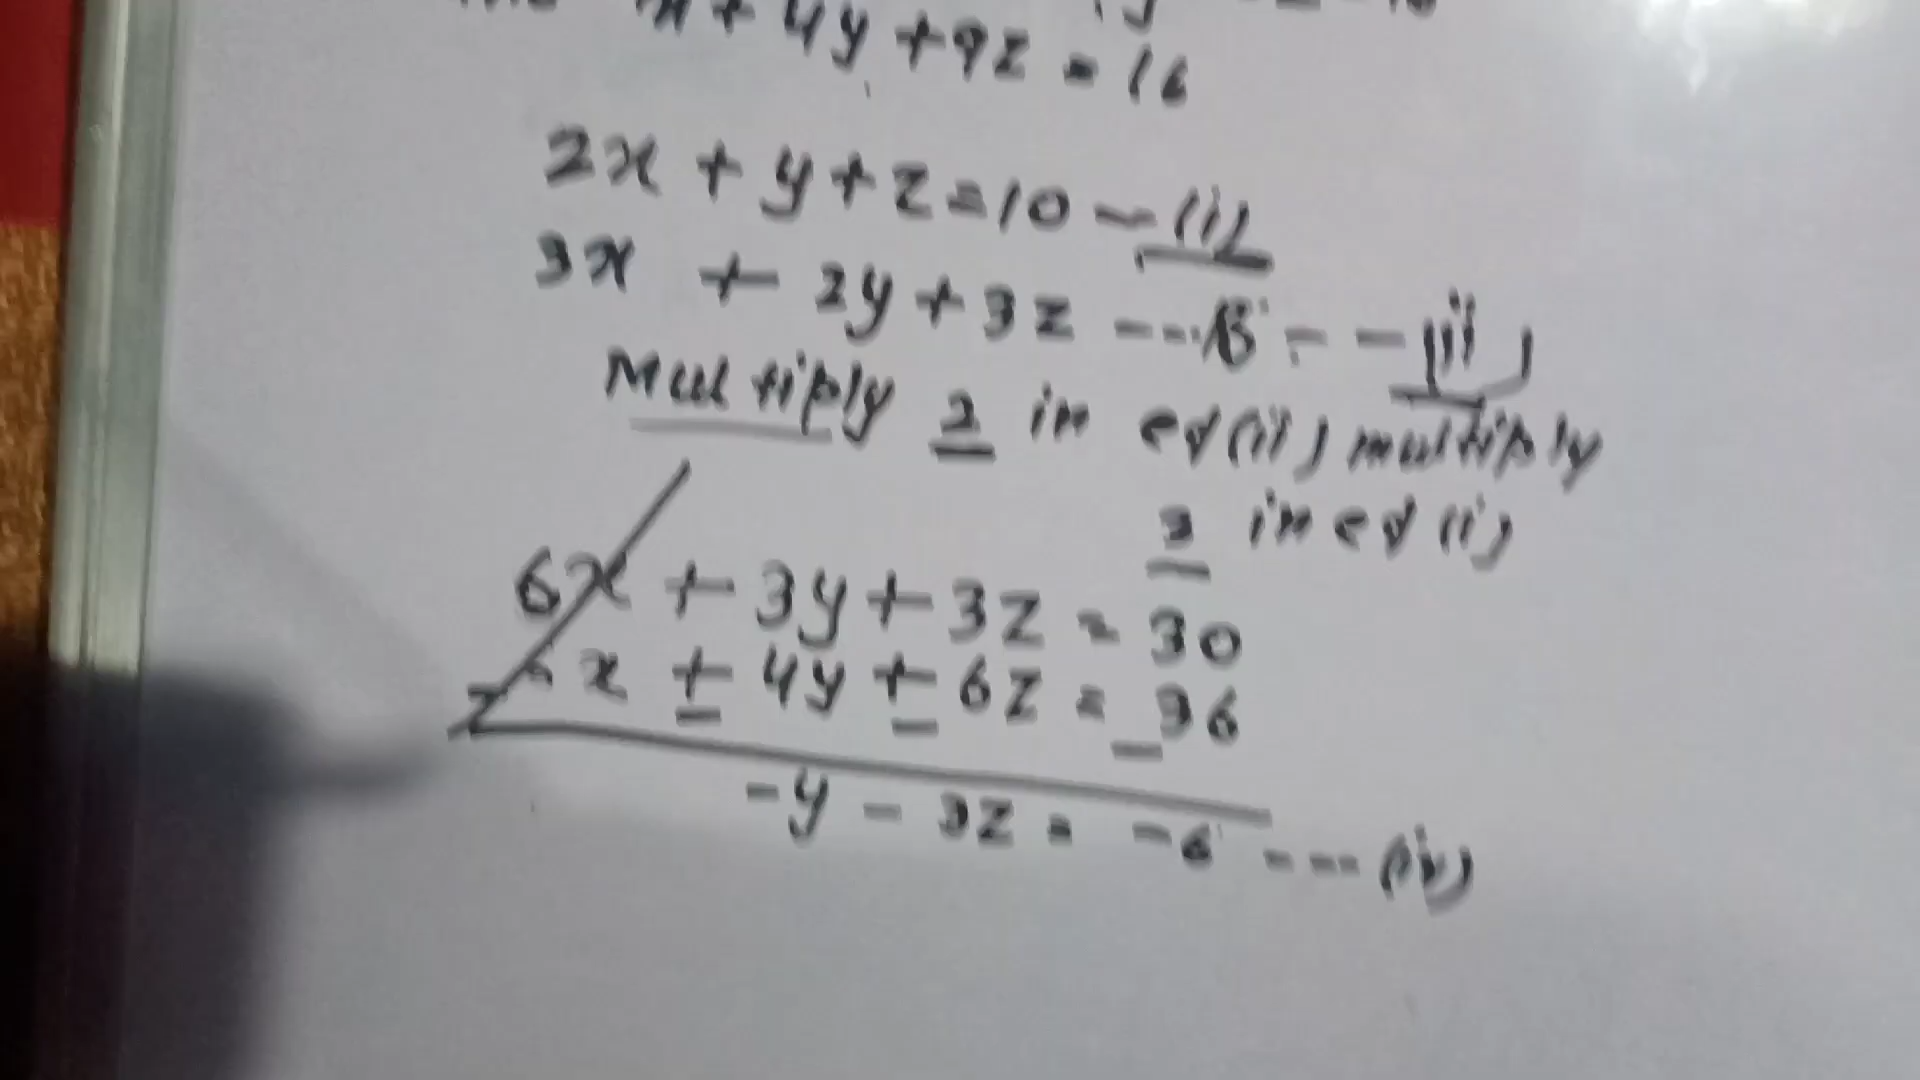 x + 4y + 9z = 16
2x + y + z = 10 - (i)
3x + 2y + 3z --- 18 - - (ii)
Multiply 2 in eq (ii) multiply
3 in eq (i)
6x + 3y + 3z = 30
6x ± 4y ± 6z = _36
-y - 3z = -6 --- (iv)